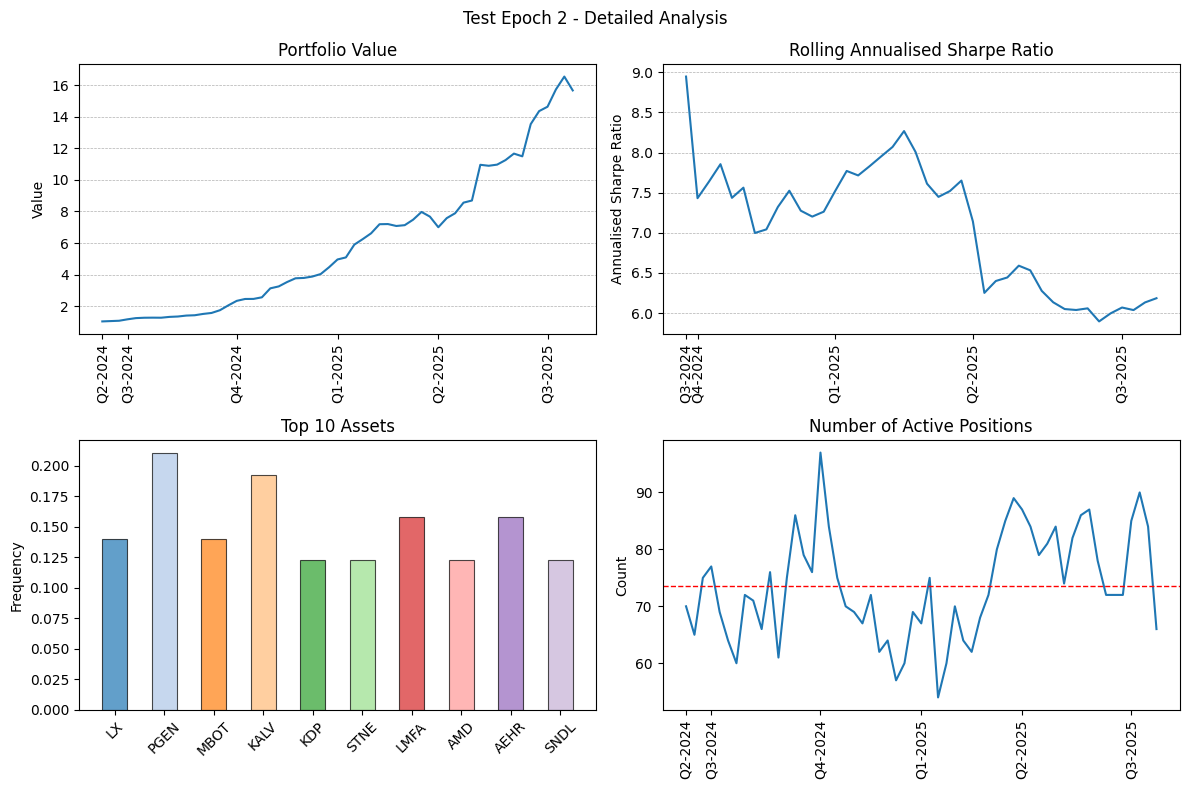 Test Epoch 2 - Detailed Analysis
Portfolio Value
Value
16
14
12
10
8
6
4
2
Q2-2024
Q3-2024
Q4-2024
Q1-2025
Q2-2025
Q3-2025
Rolling Annualised Sharpe Ratio
Annualised Sharpe Ratio
9.0
8.5
8.0
7.5
7.0
6.5
6.0
Q3-2024
Q4-2024
Q1-2025
Q2-2025
Q3-2025
Top 10 Assets
Frequency
0.200
0.175
0.150
0.125
0.100
0.075
0.050
0.025
0.000
LX
PGEN
MBOT
KALV
KDP
STNE
LMFA
AMD
AEHR
SNDL
Number of Active Positions
Count
90
80
70
60
Q2-2024
Q3-2024
Q4-2024
Q1-2025
Q2-2025
Q3-2025